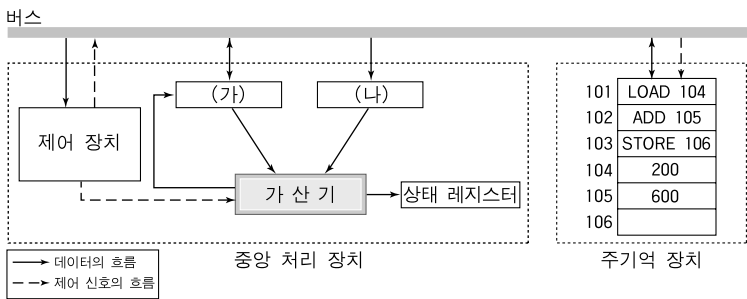 버스
(가)
(나)
제어 장치
가 산 기
상태 레지스터
중앙 처리 장치
데이터의 흐름
제어 신호의 흐름
101 LOAD 104
102 ADD 105
103 STORE 106
104 200
105 600
106
주기억 장치